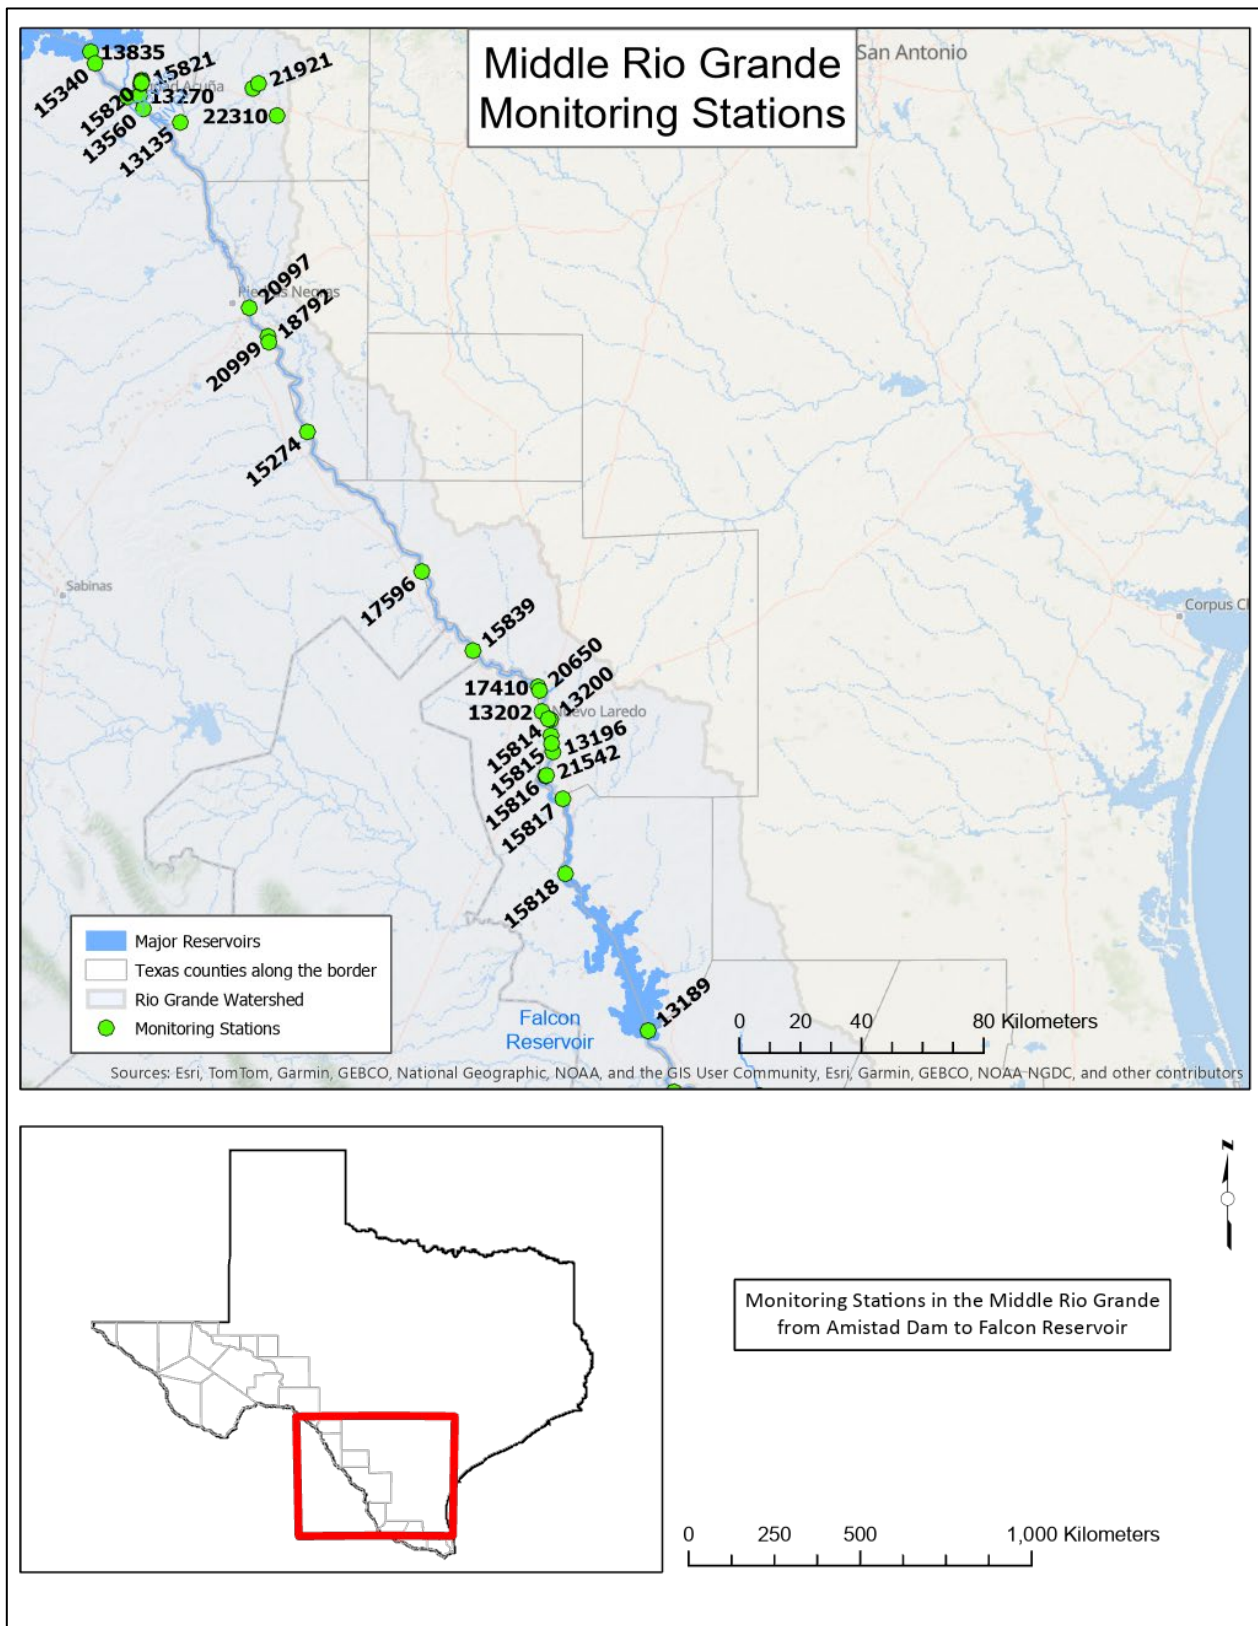 Middle Rio Grande
Monitoring Stations
San Antonio
13835
15340
15821
15820
13270
13560
13135
21921
22310
20997
18792
20999
15274
Sabinas
17596
15839
20650
17410
13200
13202
Nuevo Laredo
15814
13196
15815
21542
15816
15817
15818
13189
Corpus C
Major Reservoirs
Texas counties along the border
Rio Grande Watershed
Monitoring Stations
Falcon
Reservoir
0 20 40 80 Kilometers
Sources: Esri, TomTom, Garmin, GEBCO, National Geographic, NOAA, and the GIS User Community, Esri, Garmin, GEBCO, NOAA NGDC, and other contributors
N
Monitoring Stations in the Middle Rio Grande
from Amistad Dam to Falcon Reservoir
0 250 500 1,000 Kilometers